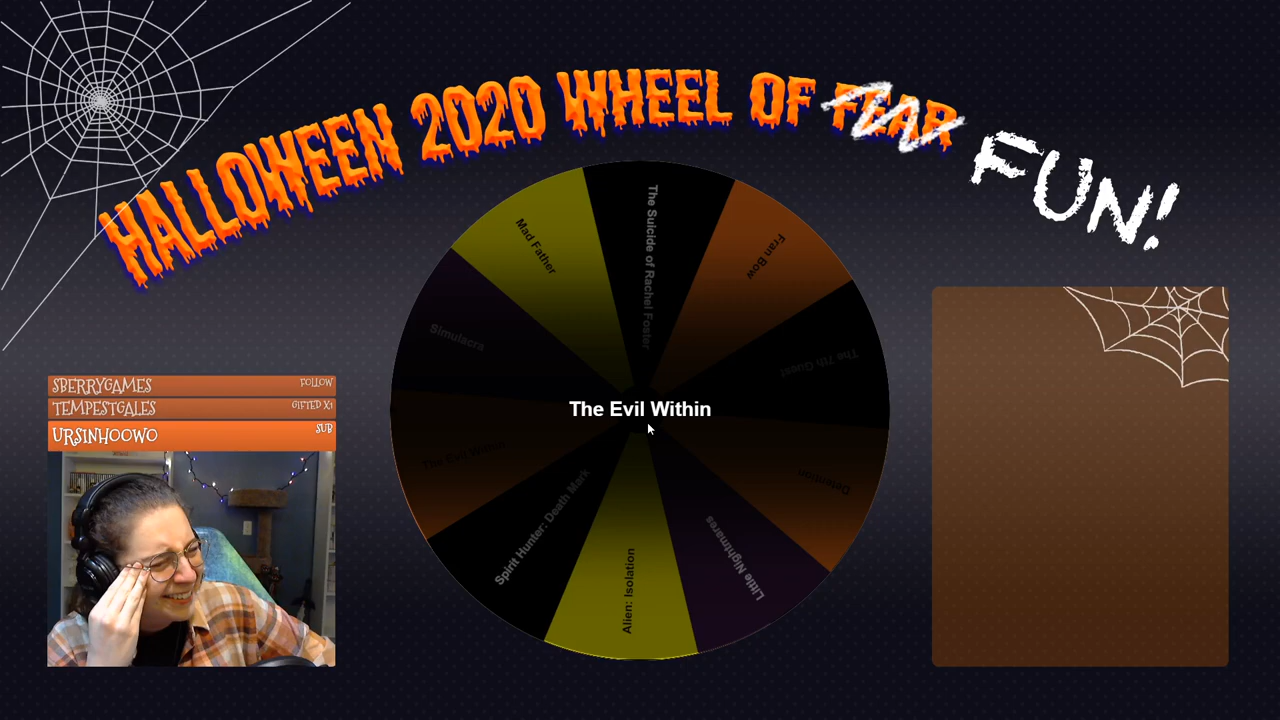 HALLOWEEN 2020 WHEEL OF FEAR
FUN!
Mad Father
The Suicide of Rachel Foster
Fran Bow
The 7th Guest
Simulacra
The Evil Within
The Evil Within
Detention
Spirit Hunter: Death Mark
Alien: Isolation
Little Nightmares
SBERRYGAMES FOLLOW
TEMPESTGALES GIFTED X1
URSINHOOWO SUB